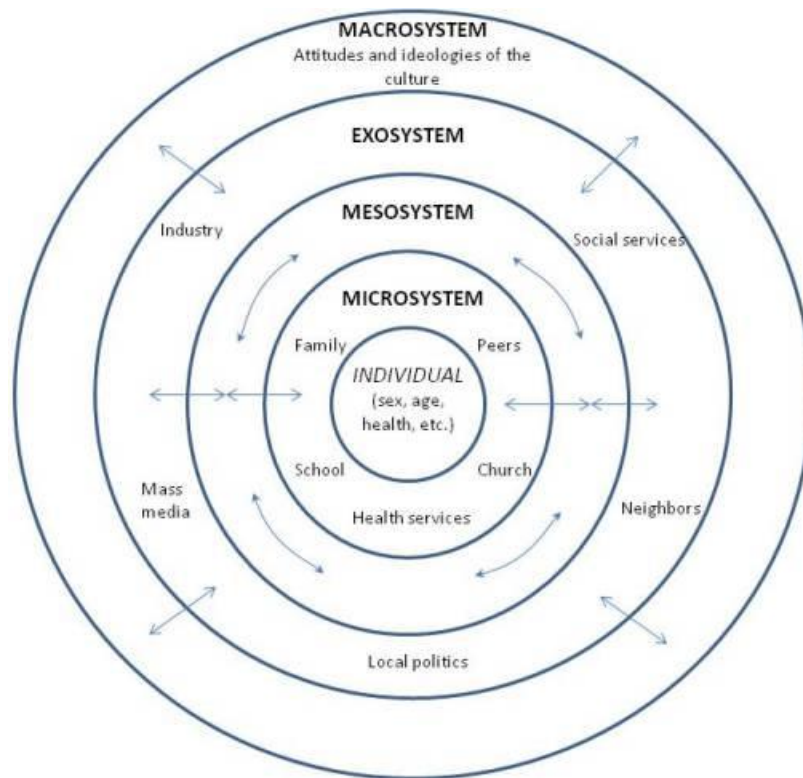 MACROSYSTEM
Attitudes and ideologies of the
culture
EXOSYSTEM
MESOSYSTEM
Industry
Social services
MICROSYSTEM
Family
Peers
INDIVIDUAL
(sex, age,
health, etc.)
School
Church
Mass
media
Health services
Neighbors
Local politics